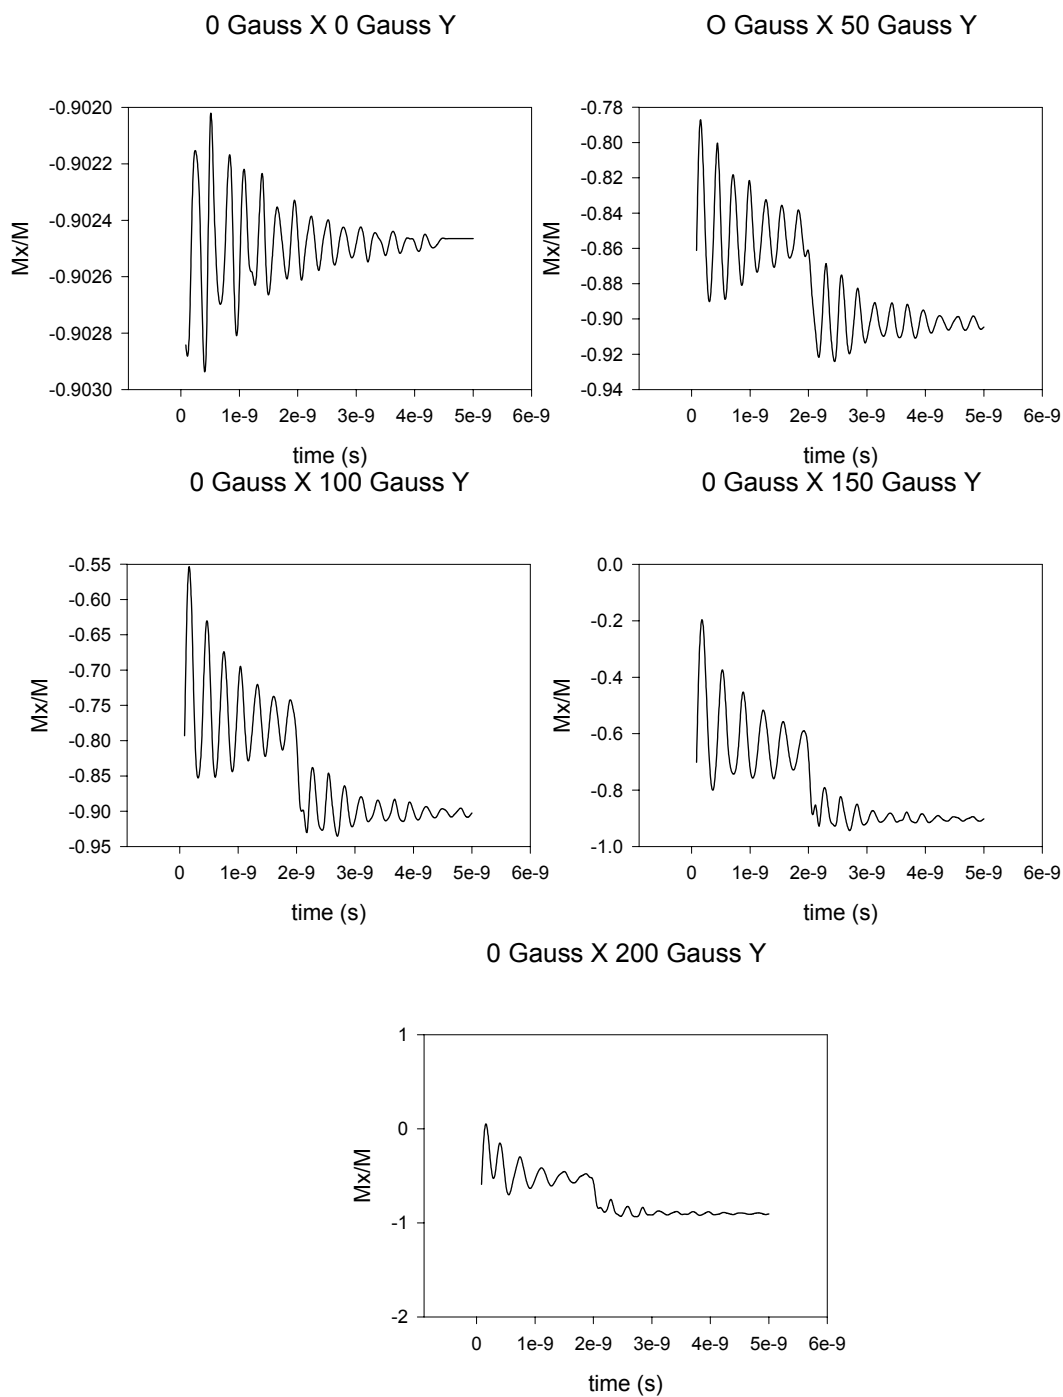 0 Gauss X 0 Gauss Y
O Gauss X 50 Gauss Y
-0.9020
-0.9022
-0.9024
-0.9026
-0.9028
-0.9030
Mx/M
0 1e-9 2e-9 3e-9 4e-9 5e-9 6e-9
time (s)
-0.78
-0.80
-0.82
-0.84
-0.86
-0.88
-0.90
-0.92
-0.94
Mx/M
0 1e-9 2e-9 3e-9 4e-9 5e-9 6e-9
time (s)
0 Gauss X 100 Gauss Y
0 Gauss X 150 Gauss Y
-0.55
-0.60
-0.65
-0.70
-0.75
-0.80
-0.85
-0.90
-0.95
Mx/M
0 1e-9 2e-9 3e-9 4e-9 5e-9 6e-9
time (s)
0.0
-0.2
-0.4
-0.6
-0.8
-1.0
Mx/M
0 1e-9 2e-9 3e-9 4e-9 5e-9 6e-9
time (s)
0 Gauss X 200 Gauss Y
1
0
-1
-2
Mx/M
0 1e-9 2e-9 3e-9 4e-9 5e-9 6e-9
time (s)